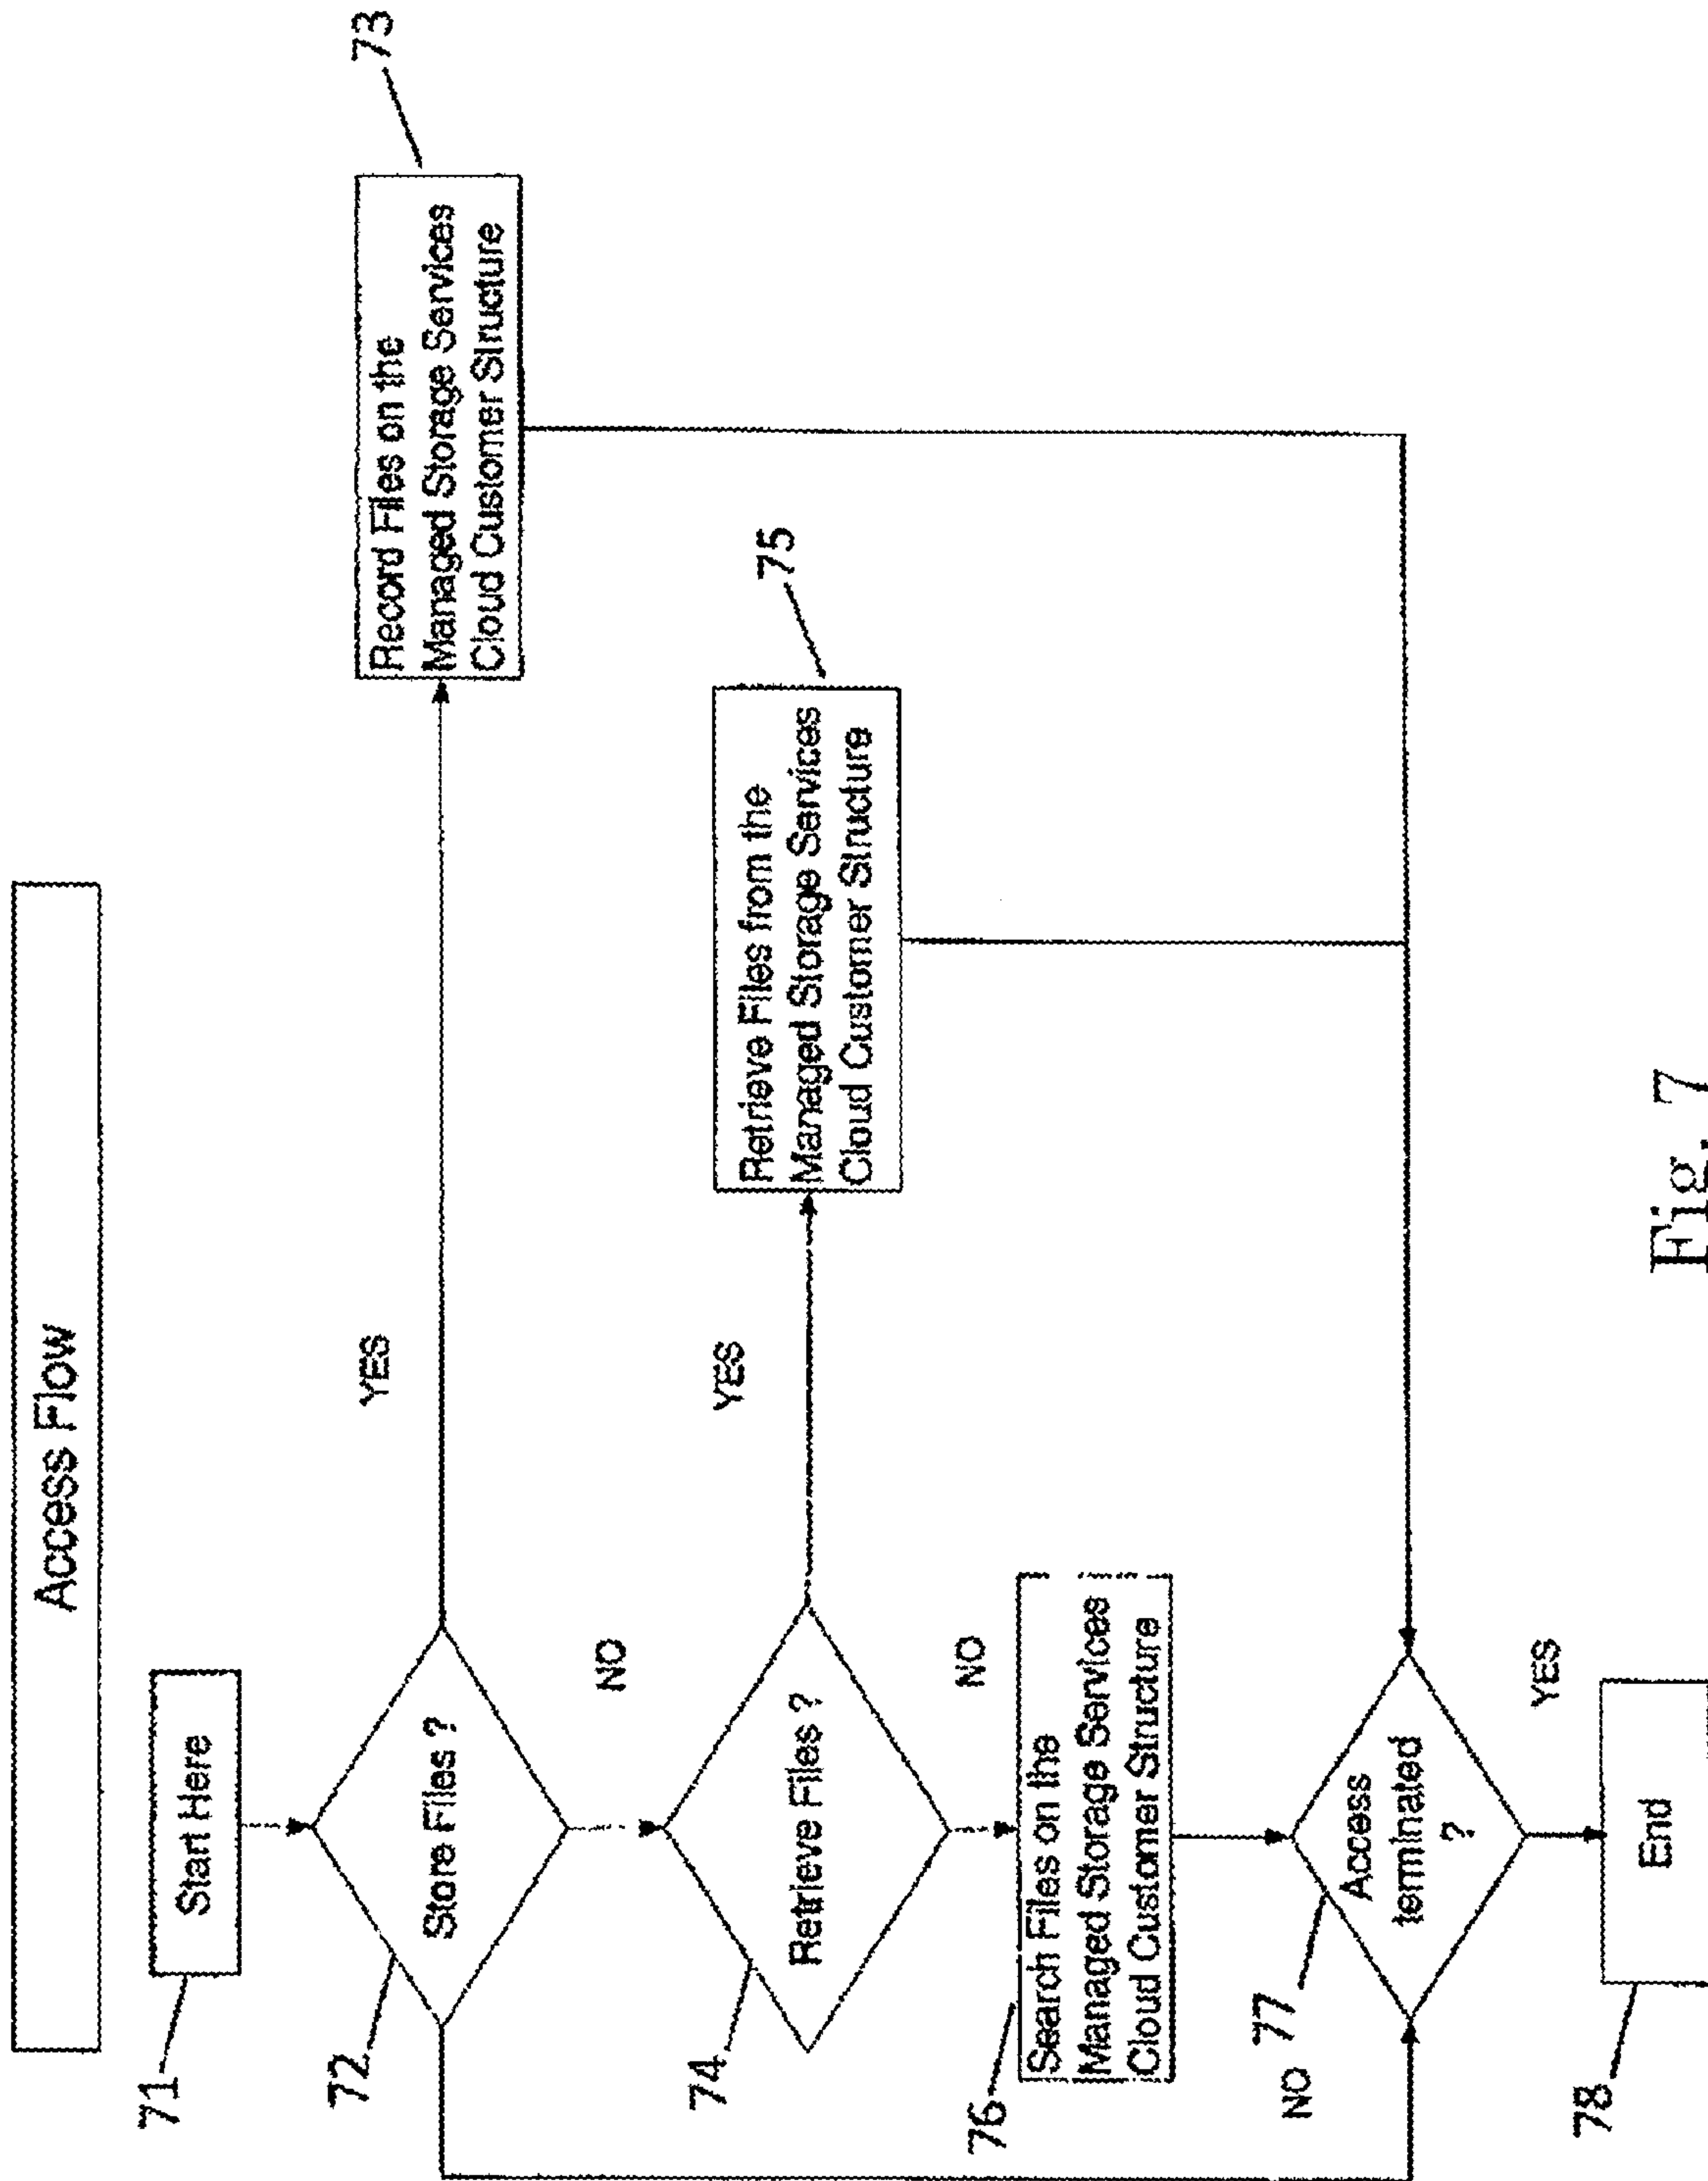 Access Flow
71
Start Here
72
Store Files ?
YES
73
Record Files on the
Managed Storage Services
Cloud Customer Structure
NO
74
Retrieve Files ?
YES
75
Retrieve Files from the
Managed Storage Services
Cloud Customer Structure
NO
76
Search Files on the
Managed Storage Services
Cloud Customer Structure
NO
77
Access
terminated
?
YES
78
End
Fig. 7